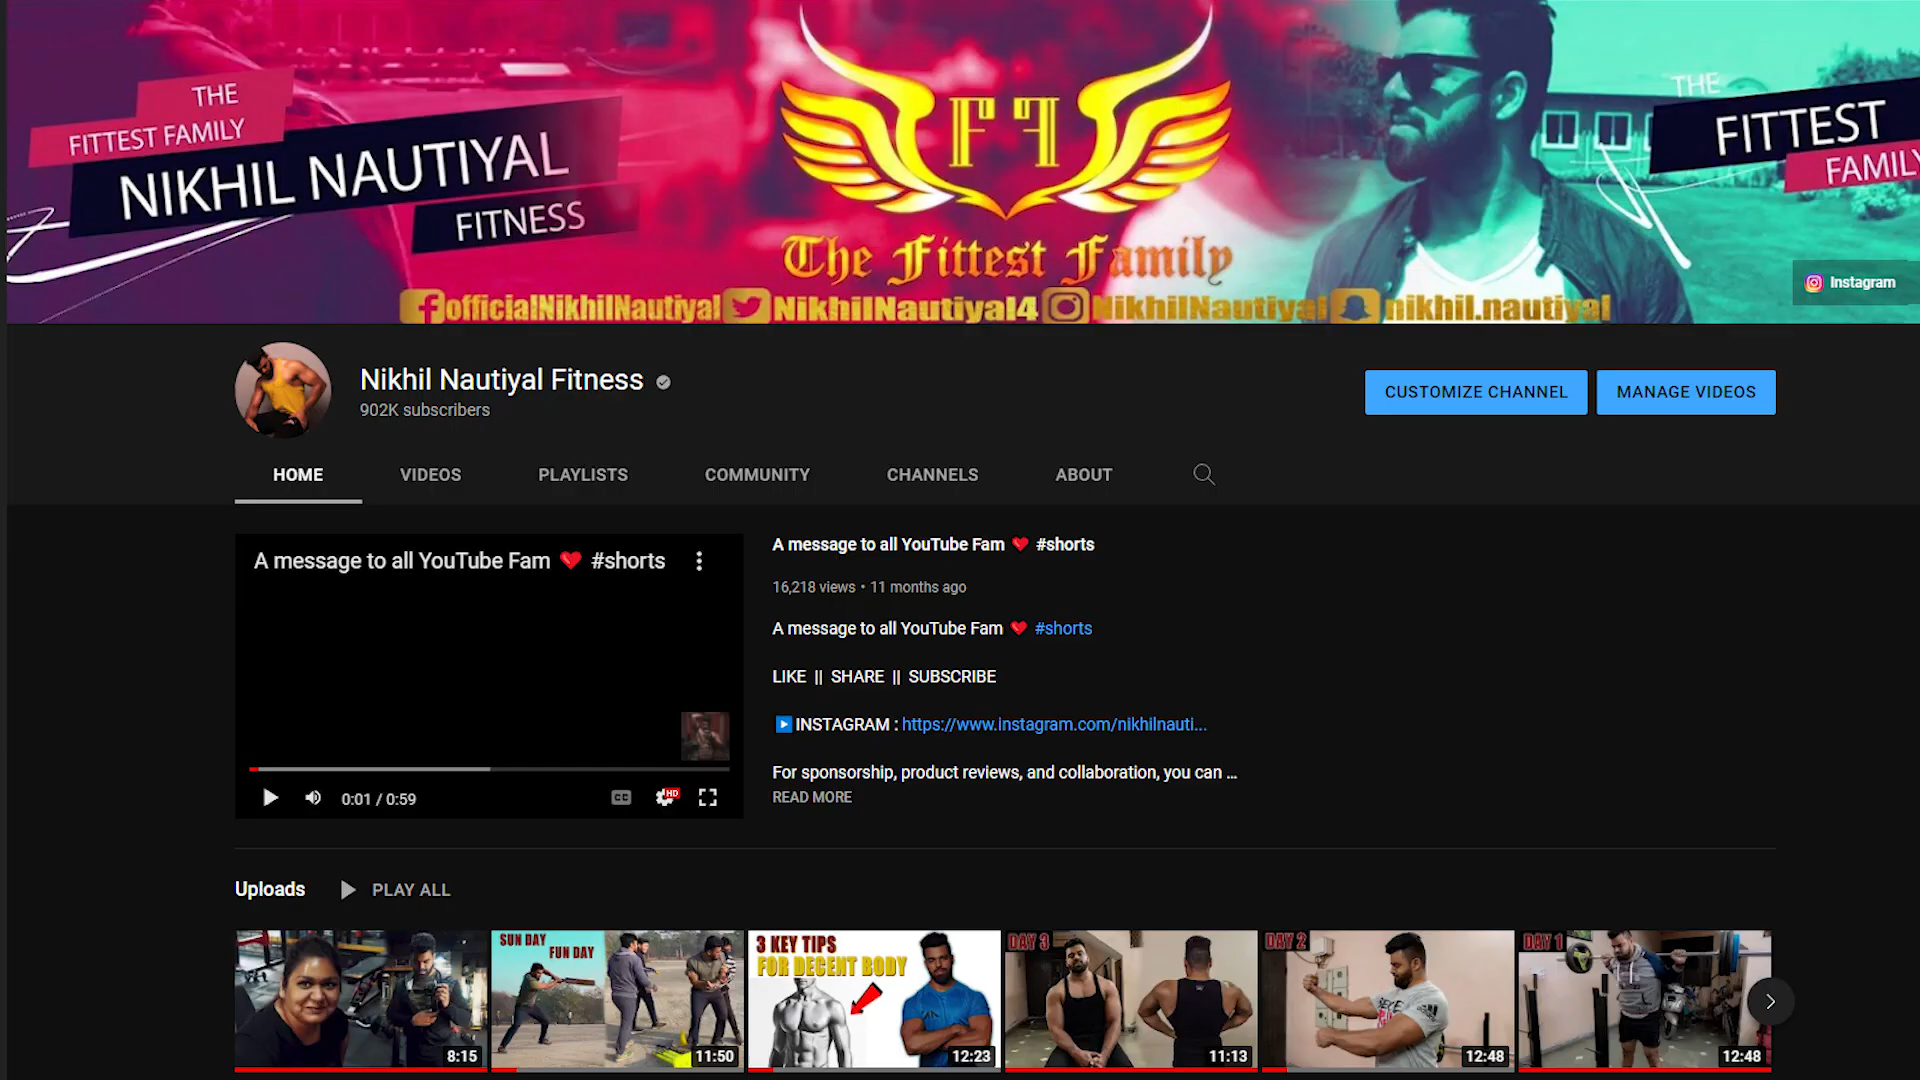 THE
FITTEST FAMILY
NIKHIL NAUTIYAL
FITNESS
FF
The Fittest Family
officialNikhilNautiyal NikhilNautiyal4 NikhilNautiyal nikhil.nautiyal
THE
FITTEST
FAMILY
Instagram
Nikhil Nautiyal Fitness
902K subscribers
CUSTOMIZE CHANNEL
MANAGE VIDEOS
HOME VIDEOS PLAYLISTS COMMUNITY CHANNELS ABOUT
A message to all YouTube Fam ❤ #shorts
0:01 / 0:59
CC
HD
A message to all YouTube Fam ❤ #shorts
16,218 views • 11 months ago
A message to all YouTube Fam ❤ #shorts
LIKE || SHARE || SUBSCRIBE
▶ INSTAGRAM : https://www.instagram.com/nikhilnauti...
For sponsorship, product reviews, and collaboration, you can ...
READ MORE
Uploads PLAY ALL
8:15
SUN DAY
FUN DAY
11:50
3 KEY TIPS
FOR DECENT BODY
12:23
DAY 3
11:13
DAY 2
12:48
DAY 1
12:48